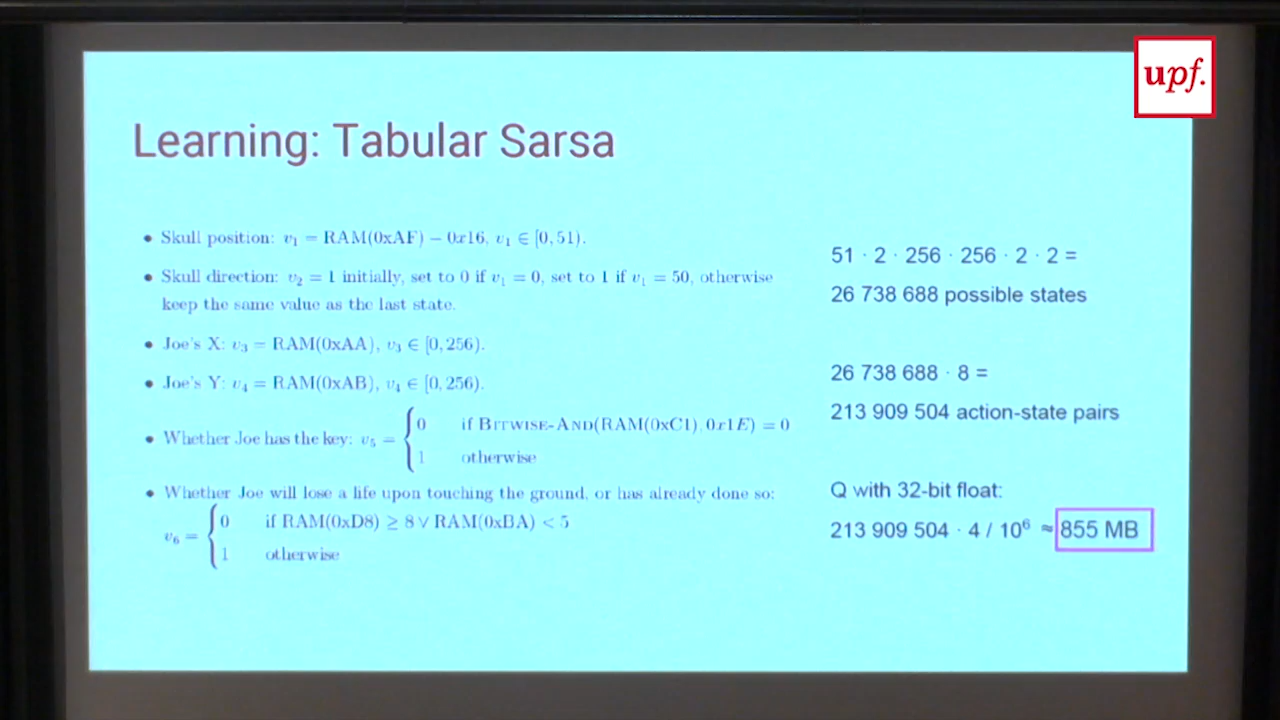 upf.
Learning: Tabular Sarsa
• Skull position: v₁ = RAM(0xAF) − 0x16, v₁ ∈ [0, 51).
• Skull direction: v₂ = 1 initially, set to 0 if v₁ = 0, set to 1 if v₁ = 50, otherwise
keep the same value as the last state.
• Joe's X: v₃ = RAM(0xAA), v₃ ∈ [0, 256).
• Joe's Y: v₄ = RAM(0xAB), v₄ ∈ [0, 256).
• Whether Joe has the key: v₅ = { 0 if BITWISE-AND(RAM(0xC1), 0x1E) = 0
1 otherwise
• Whether Joe will lose a life upon touching the ground, or has already done so:
v₆ = { 0 if RAM(0xD8) ≥ 8 ∨ RAM(0xBA) < 5
1 otherwise
51 · 2 · 256 · 256 · 2 · 2 =
26 738 688 possible states
26 738 688 · 8 =
213 909 504 action-state pairs
Q with 32-bit float:
213 909 504 · 4 / 10⁶ ≈ 855 MB